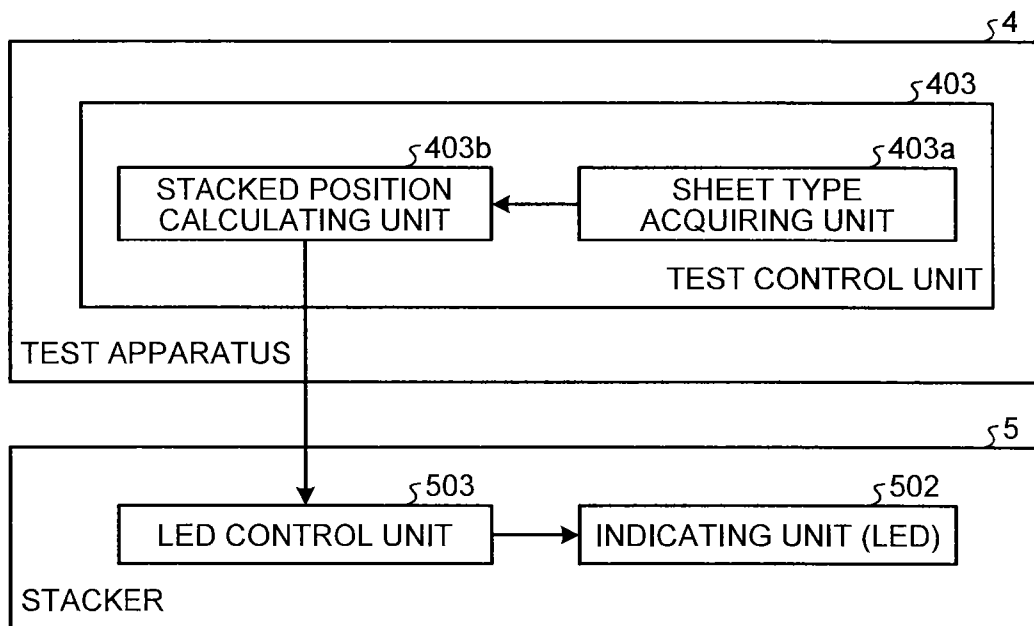 4
403
403b
403a
STACKED POSITION
CALCULATING UNIT
SHEET TYPE
ACQUIRING UNIT
TEST CONTROL UNIT
TEST APPARATUS
5
503
502
LED CONTROL UNIT
INDICATING UNIT (LED)
STACKER